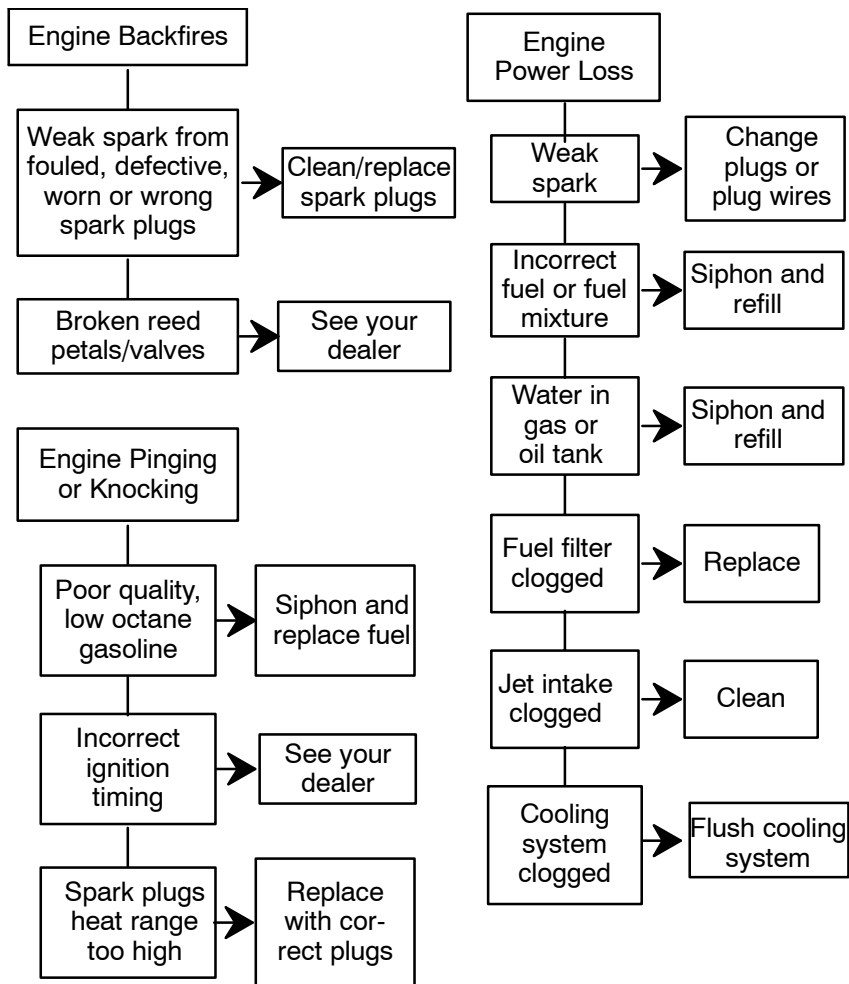 Engine Backfires
Weak spark from
fouled, defective,
worn or wrong
spark plugs
Clean/replace
spark plugs
Broken reed
petals/valves
See your
dealer
Engine Pinging
or Knocking
Poor quality,
low octane
gasoline
Siphon and
replace fuel
Incorrect
ignition
timing
See your
dealer
Spark plugs
heat range
too high
Replace
with cor-
rect plugs
Engine
Power Loss
Weak
spark
Change
plugs or
plug wires
Incorrect
fuel or fuel
mixture
Siphon and
refill
Water in
gas or
oil tank
Siphon and
refill
Fuel filter
clogged
Replace
Jet intake
clogged
Clean
Cooling
system
clogged
Flush cooling
system